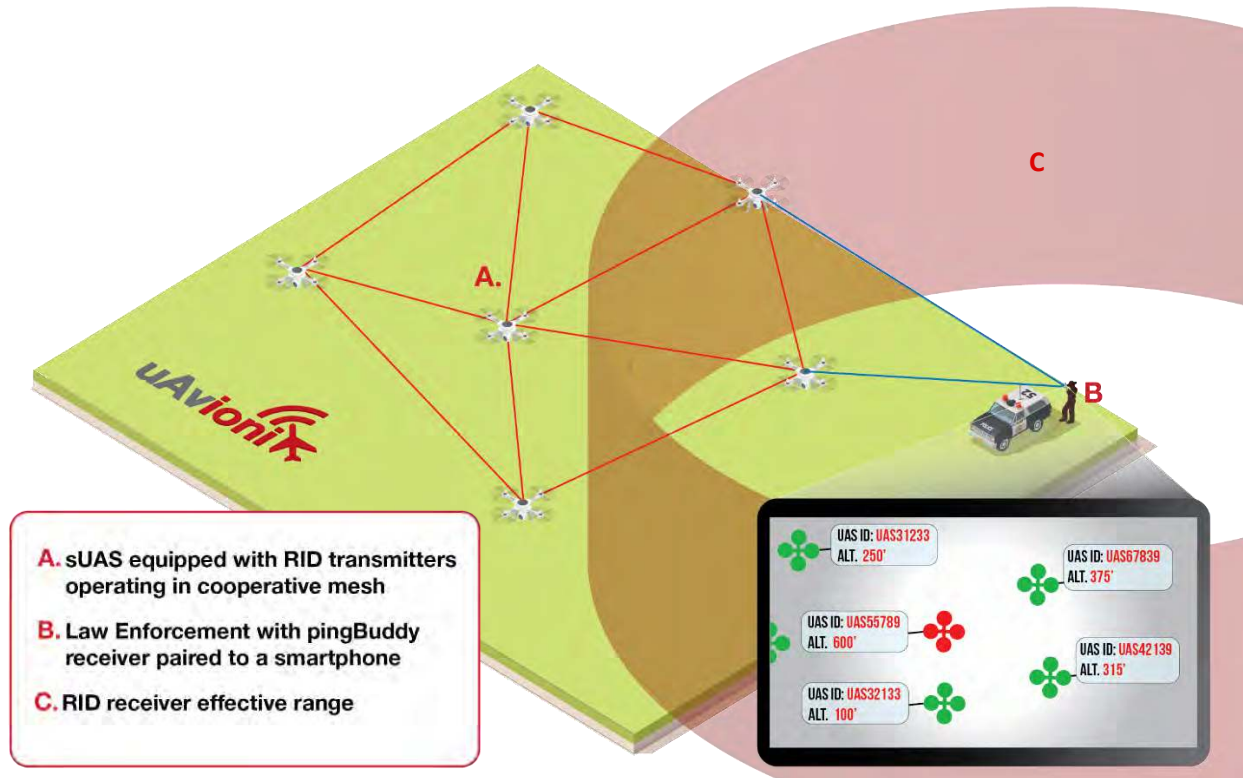 C
A.
uAvioni
B
POLICE
A. sUAS equipped with RID transmitters
operating in cooperative mesh
B. Law Enforcement with pingBuddy
receiver paired to a smartphone
C. RID receiver effective range
UAS ID: UAS31233
ALT. 250'
UAS ID: UAS67839
ALT. 375'
UAS ID: UAS55789
ALT. 600'
UAS ID: UAS42139
ALT. 315'
UAS ID: UAS32133
ALT. 100'